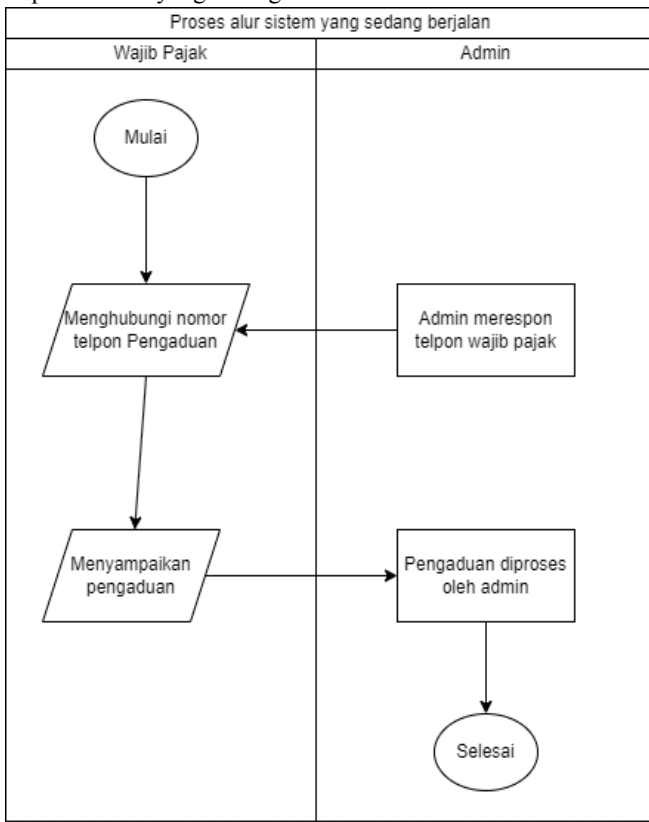 Proses alur sistem yang sedang berjalan
Wajib Pajak
Admin
Mulai
Menghubungi nomor
telpon Pengaduan
Admin merespon
telpon wajib pajak
Menyampaikan
pengaduan
Pengaduan diproses
oleh admin
Selesai